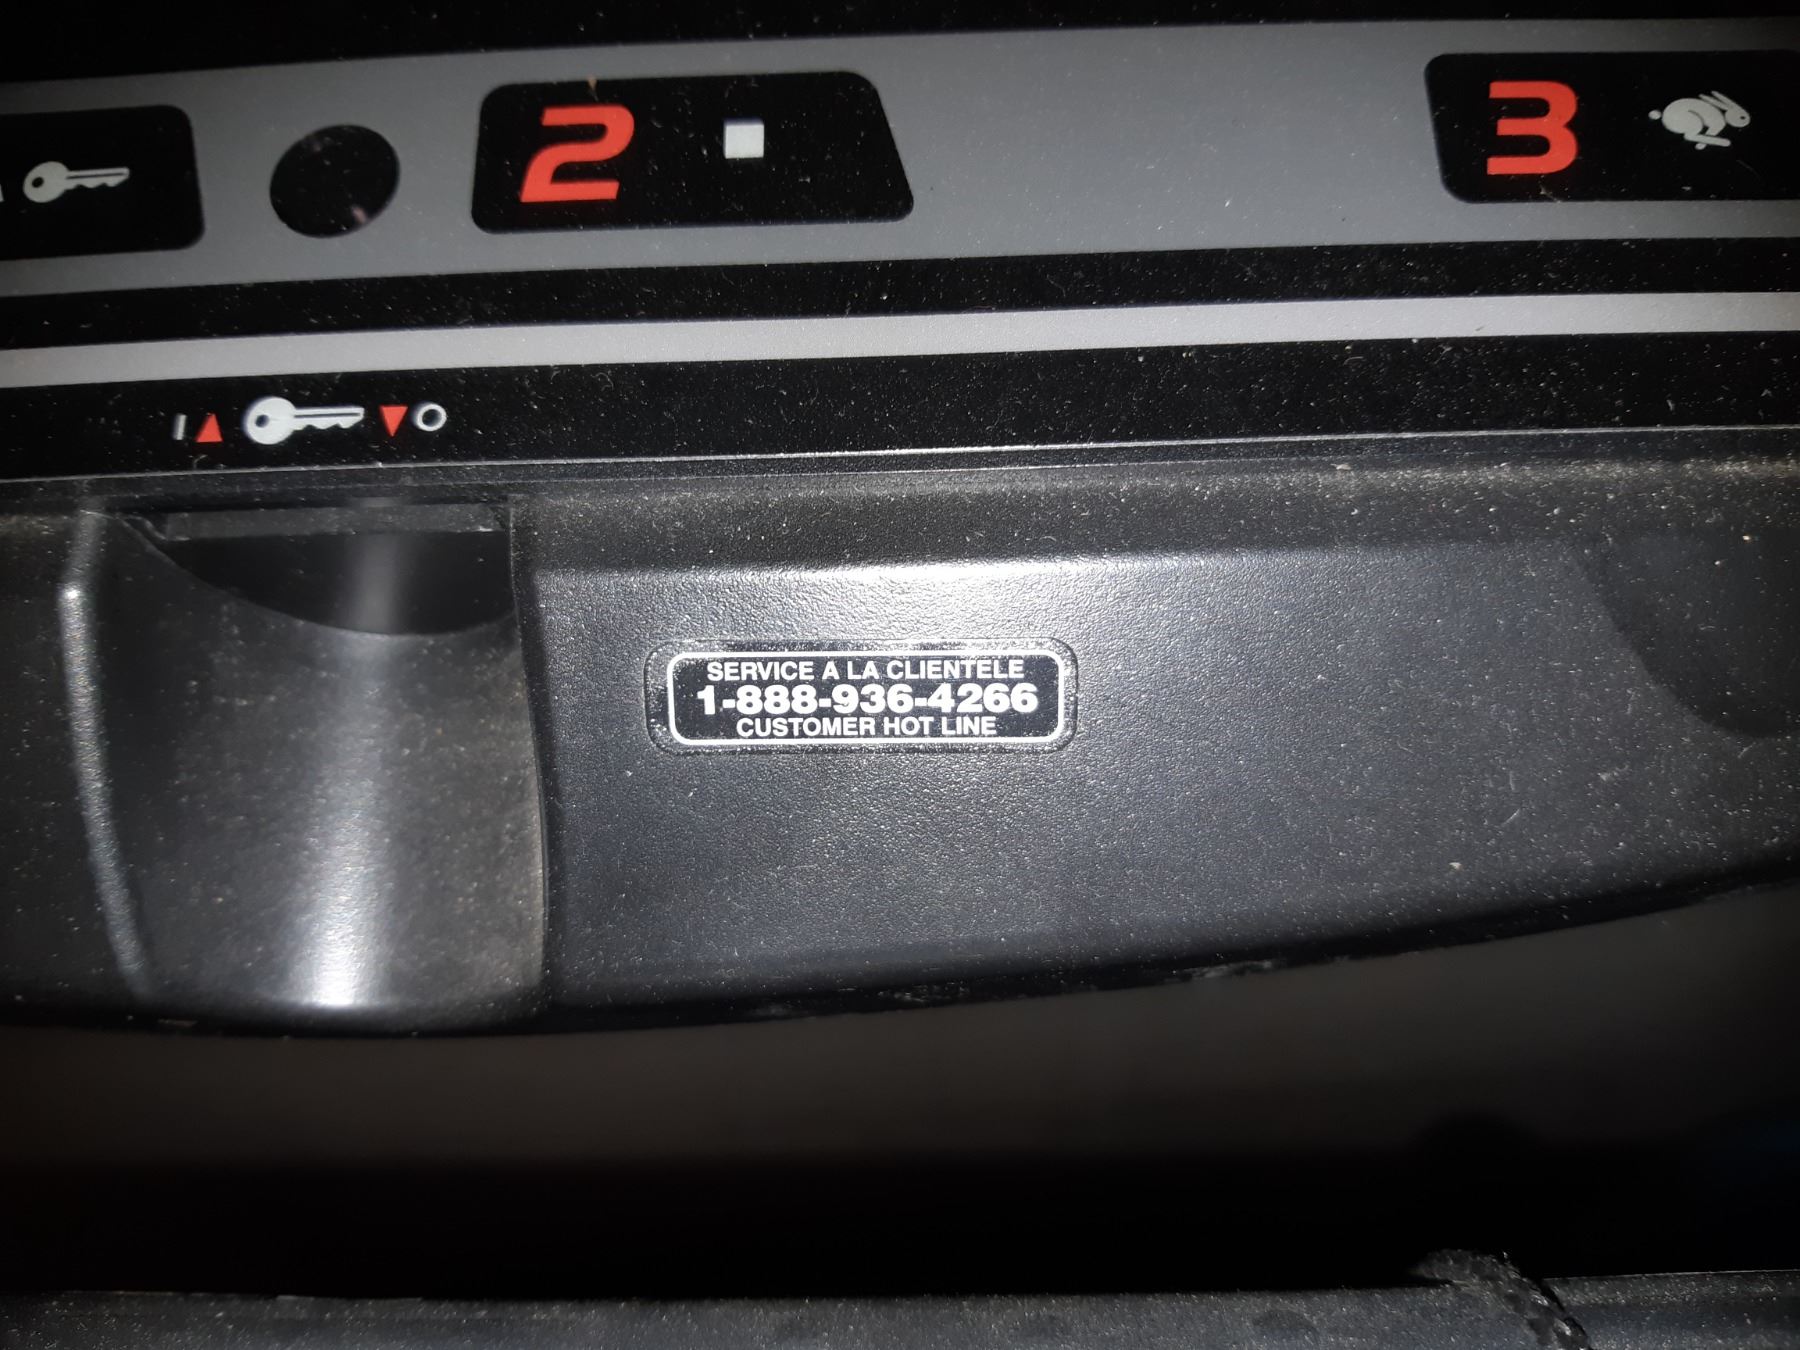 2
3
I O
SERVICE A LA CLIENTELE
1-888-936-4266
CUSTOMER HOT LINE